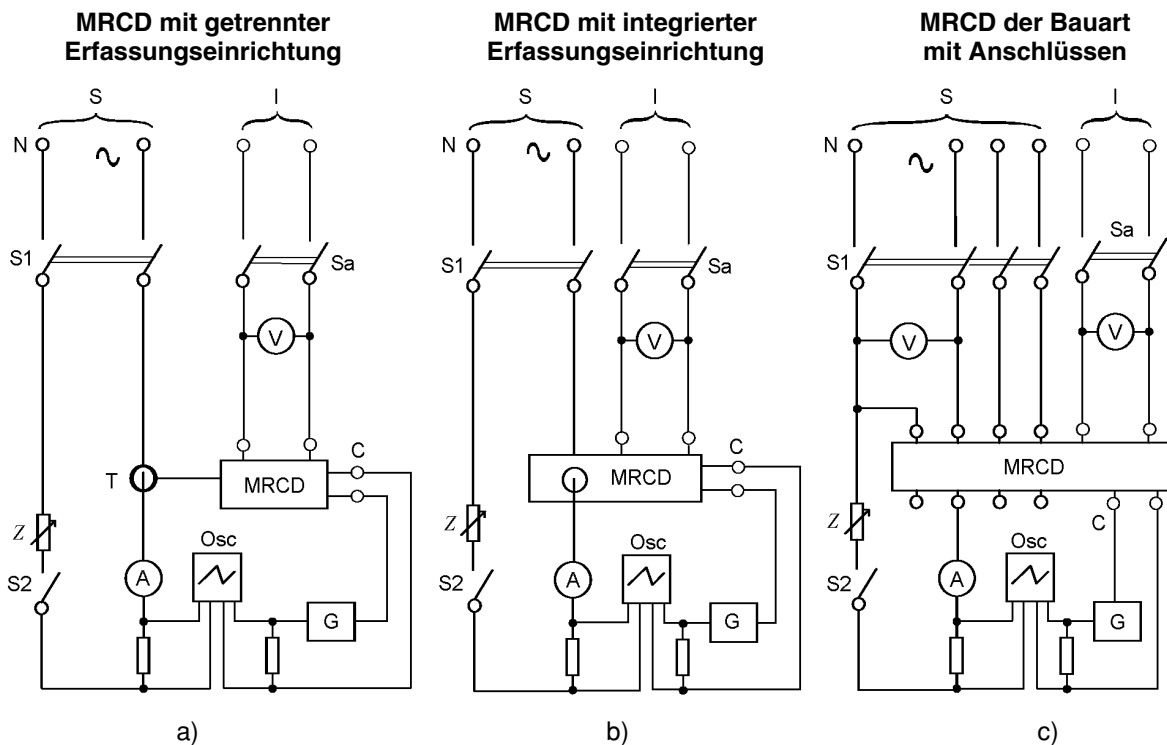 MRCD mit getrennter
Erfassungseinrichtung
S
I
N
S1
Sa
V
T
C
MRCD
Z
Osc
S2
A
G
a)
MRCD mit integrierter
Erfassungseinrichtung
S
I
N
S1
Sa
V
C
MRCD
Z
Osc
S2
A
G
b)
MRCD der Bauart
mit Anschlüssen
S
I
N
Sa
S1
V
V
MRCD
C
Z
Osc
S2
A
G
c)